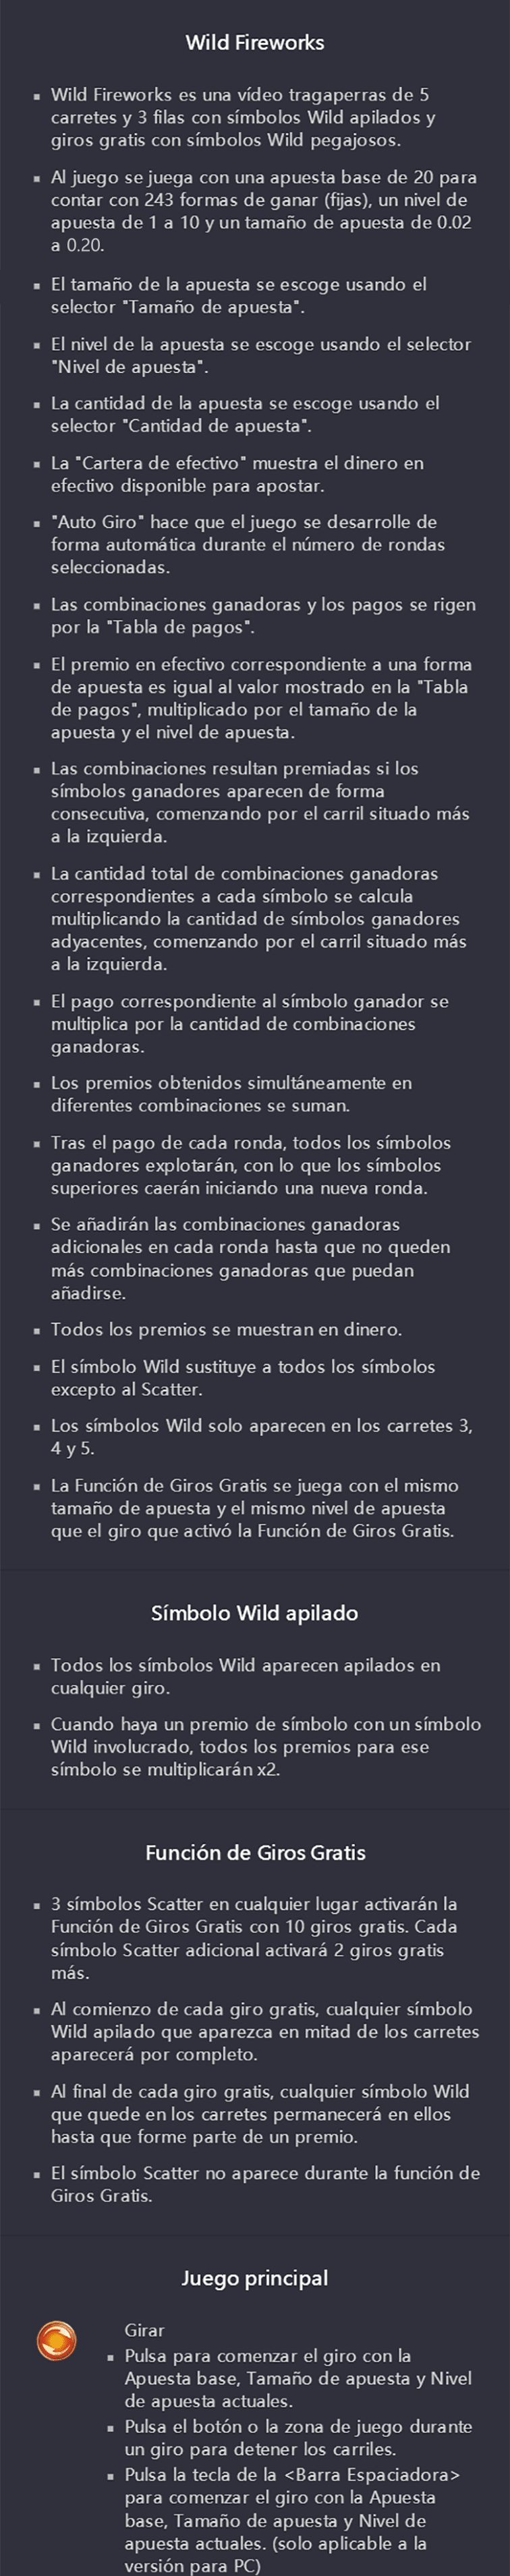 Wild Fireworks
▪ Wild Fireworks es una vídeo tragaperras de 5
carretes y 3 filas con símbolos Wild apilados y
giros gratis con símbolos Wild pegajosos.
▪ Al juego se juega con una apuesta base de 20 para
contar con 243 formas de ganar (fijas), un nivel de
apuesta de 1 a 10 y un tamaño de apuesta de 0.02
a 0.20.
▪ El tamaño de la apuesta se escoge usando el
selector "Tamaño de apuesta".
▪ El nivel de la apuesta se escoge usando el selector
"Nivel de apuesta".
▪ La cantidad de la apuesta se escoge usando el
selector "Cantidad de apuesta".
▪ La "Cartera de efectivo" muestra el dinero en
efectivo disponible para apostar.
▪ "Auto Giro" hace que el juego se desarrolle de
forma automática durante el número de rondas
seleccionadas.
▪ Las combinaciones ganadoras y los pagos se rigen
por la "Tabla de pagos".
▪ El premio en efectivo correspondiente a una forma
de apuesta es igual al valor mostrado en la "Tabla
de pagos", multiplicado por el tamaño de la
apuesta y el nivel de apuesta.
▪ Las combinaciones resultan premiadas si los
símbolos ganadores aparecen de forma
consecutiva, comenzando por el carril situado más
a la izquierda.
▪ La cantidad total de combinaciones ganadoras
correspondientes a cada símbolo se calcula
multiplicando la cantidad de símbolos ganadores
adyacentes, comenzando por el carril situado más
a la izquierda.
▪ El pago correspondiente al símbolo ganador se
multiplica por la cantidad de combinaciones
ganadoras.
▪ Los premios obtenidos simultáneamente en
diferentes combinaciones se suman.
▪ Tras el pago de cada ronda, todos los símbolos
ganadores explotarán, con lo que los símbolos
superiores caerán iniciando una nueva ronda.
▪ Se añadirán las combinaciones ganadoras
adicionales en cada ronda hasta que no queden
más combinaciones ganadoras que puedan
añadirse.
▪ Todos los premios se muestran en dinero.
▪ El símbolo Wild sustituye a todos los símbolos
excepto al Scatter.
▪ Los símbolos Wild solo aparecen en los carretes 3,
4 y 5.
▪ La Función de Giros Gratis se juega con el mismo
tamaño de apuesta y el mismo nivel de apuesta
que el giro que activó la Función de Giros Gratis.
Símbolo Wild apilado
▪ Todos los símbolos Wild aparecen apilados en
cualquier giro.
▪ Cuando haya un premio de símbolo con un símbolo
Wild involucrado, todos los premios para ese
símbolo se multiplicarán x2.
Función de Giros Gratis
▪ 3 símbolos Scatter en cualquier lugar activarán la
Función de Giros Gratis con 10 giros gratis. Cada
símbolo Scatter adicional activará 2 giros gratis
más.
▪ Al comienzo de cada giro gratis, cualquier símbolo
Wild apilado que aparezca en mitad de los carretes
aparecerá por completo.
▪ Al final de cada giro gratis, cualquier símbolo Wild
que quede en los carretes permanecerá en ellos
hasta que forme parte de un premio.
▪ El símbolo Scatter no aparece durante la función de
Giros Gratis.
Juego principal
Girar
▪ Pulsa para comenzar el giro con la
Apuesta base, Tamaño de apuesta y Nivel
de apuesta actuales.
▪ Pulsa el botón o la zona de juego durante
un giro para detener los carriles.
▪ Pulsa la tecla de la <Barra Espaciadora>
para comenzar el giro con la Apuesta
base, Tamaño de apuesta y Nivel de
apuesta actuales. (solo aplicable a la
versión para PC)